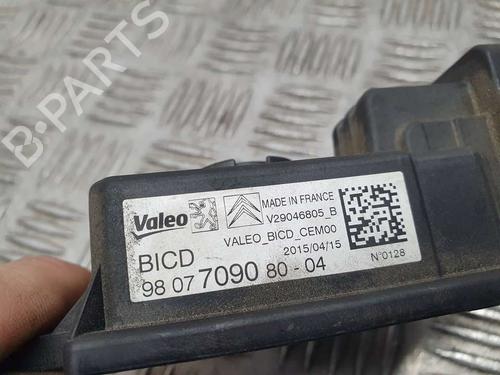 B-PARTS
Valeo
MADE IN FRANCE
V29046805_B
VALEO_BICD_CEM00
2015/04/15
BICD
98 07 7090 80-04
N°0128